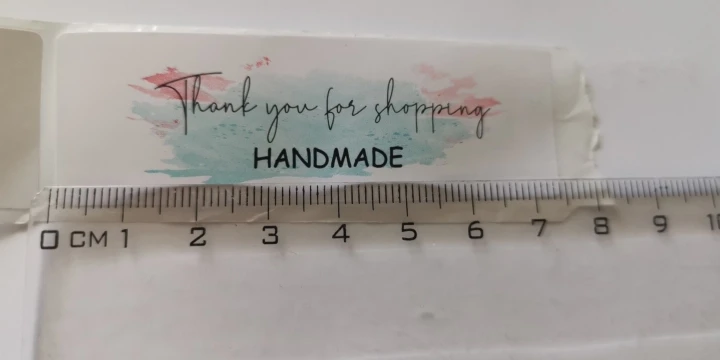 Thank you for shopping
HANDMADE
0 CM 1 2 3 4 5 6 7 8 9